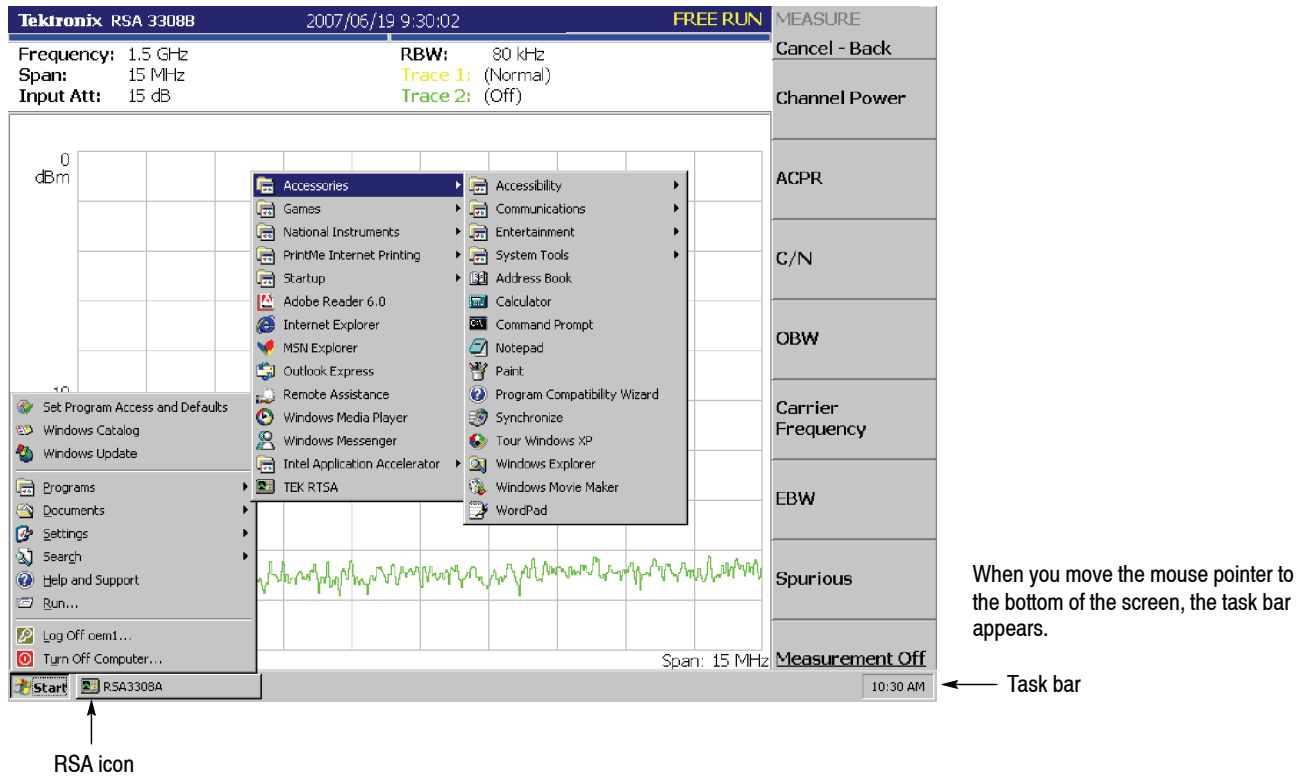 Tektronix RSA 3308B 2007/06/19 9:30:02 FREE RUN
Frequency: 1.5 GHz RBW: 80 kHz
Span: 15 MHz Trace 1: (Normal)
Input Att: 15 dB Trace 2: (Off)
0
dBm
Accessories
Games
National Instruments
PrintMe Internet Printing
Startup
Adobe Reader 6.0
Internet Explorer
MSN Explorer
Outlook Express
Remote Assistance
Windows Media Player
Windows Messenger
Intel Application Accelerator
TEK RTSA
Accessibility
Communications
Entertainment
System Tools
Address Book
Calculator
Command Prompt
Notepad
Paint
Program Compatibility Wizard
Synchronize
Tour Windows XP
Windows Explorer
Windows Movie Maker
WordPad
Set Program Access and Defaults
Windows Catalog
Windows Update
Programs
Documents
Settings
Search
Help and Support
Run...
Log Off oem1...
Turn Off Computer...
Span: 15 MHz
Start RSA3308A 10:30 AM
MEASURE
Cancel - Back
Channel Power
ACPR
C/N
OBW
Carrier
Frequency
EBW
Spurious
Measurement Off
When you move the mouse pointer to
the bottom of the screen, the task bar
appears.
Task bar
RSA icon